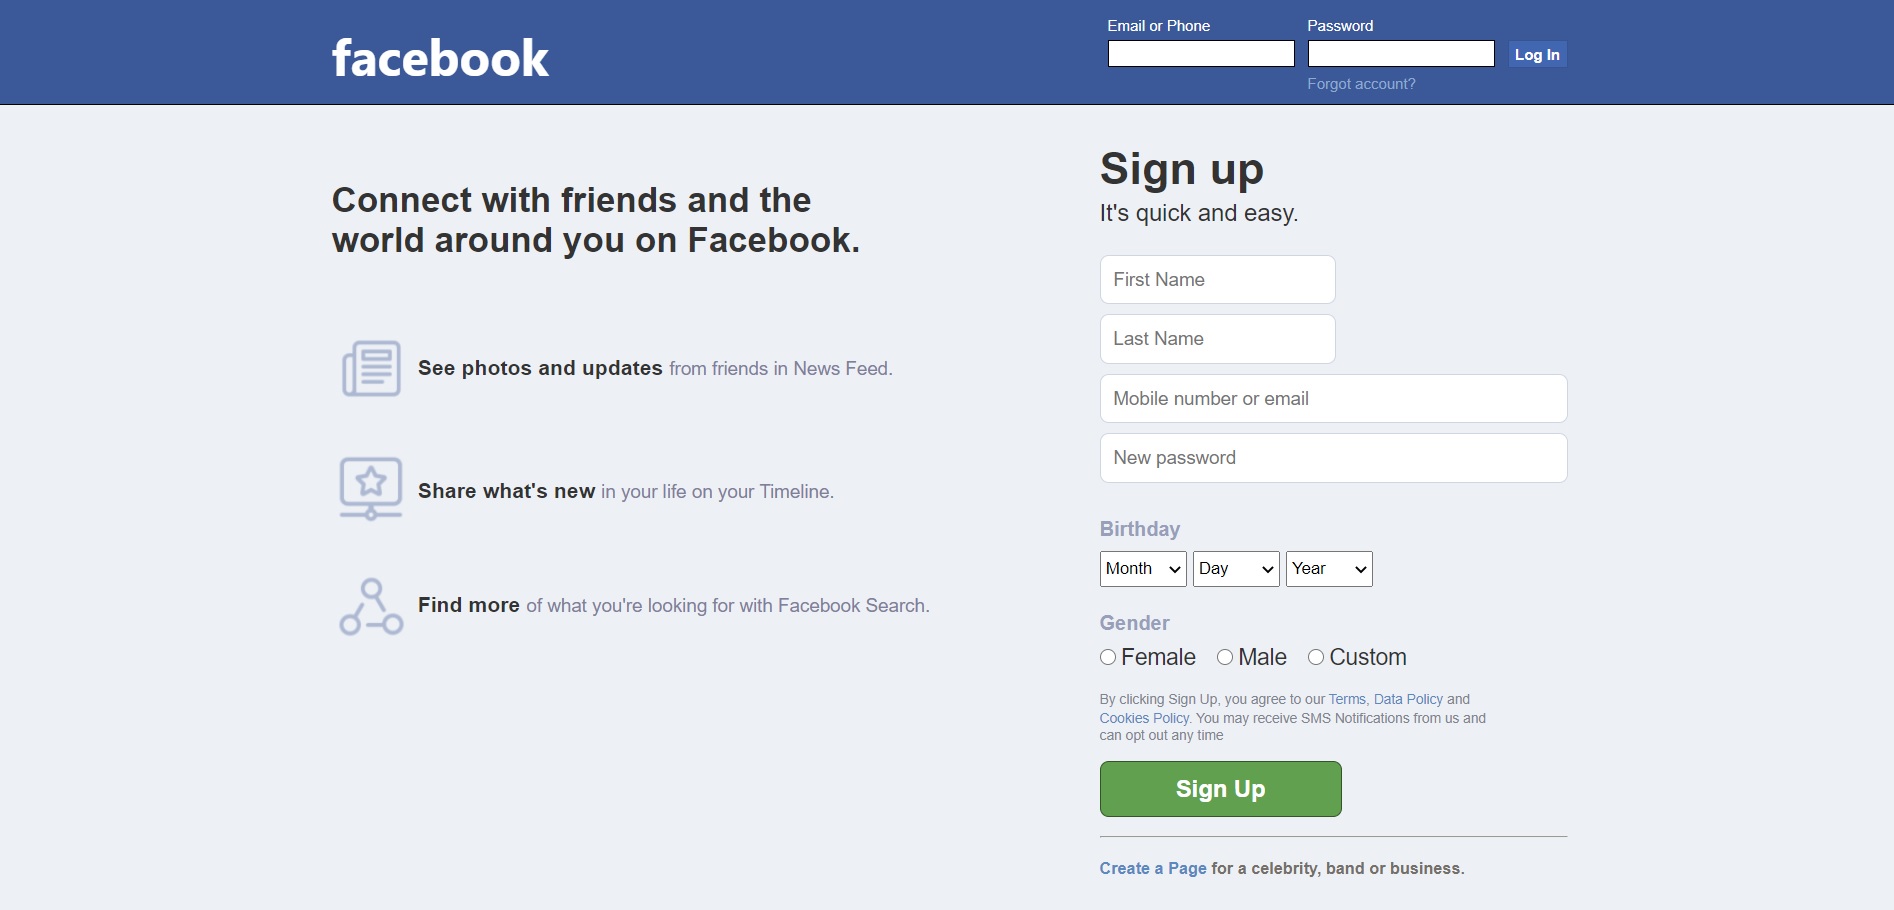 facebook
Email or Phone
Password
Log In
Forgot account?
Connect with friends and the
world around you on Facebook.
See photos and updates from friends in News Feed.
Share what's new in your life on your Timeline.
Find more of what you're looking for with Facebook Search.
Sign up
It's quick and easy.
First Name
Last Name
Mobile number or email
New password
Birthday
Month Day Year
Gender
Female Male Custom
By clicking Sign Up, you agree to our Terms, Data Policy and
Cookies Policy. You may receive SMS Notifications from us and
can opt out any time
Sign Up
Create a Page for a celebrity, band or business.